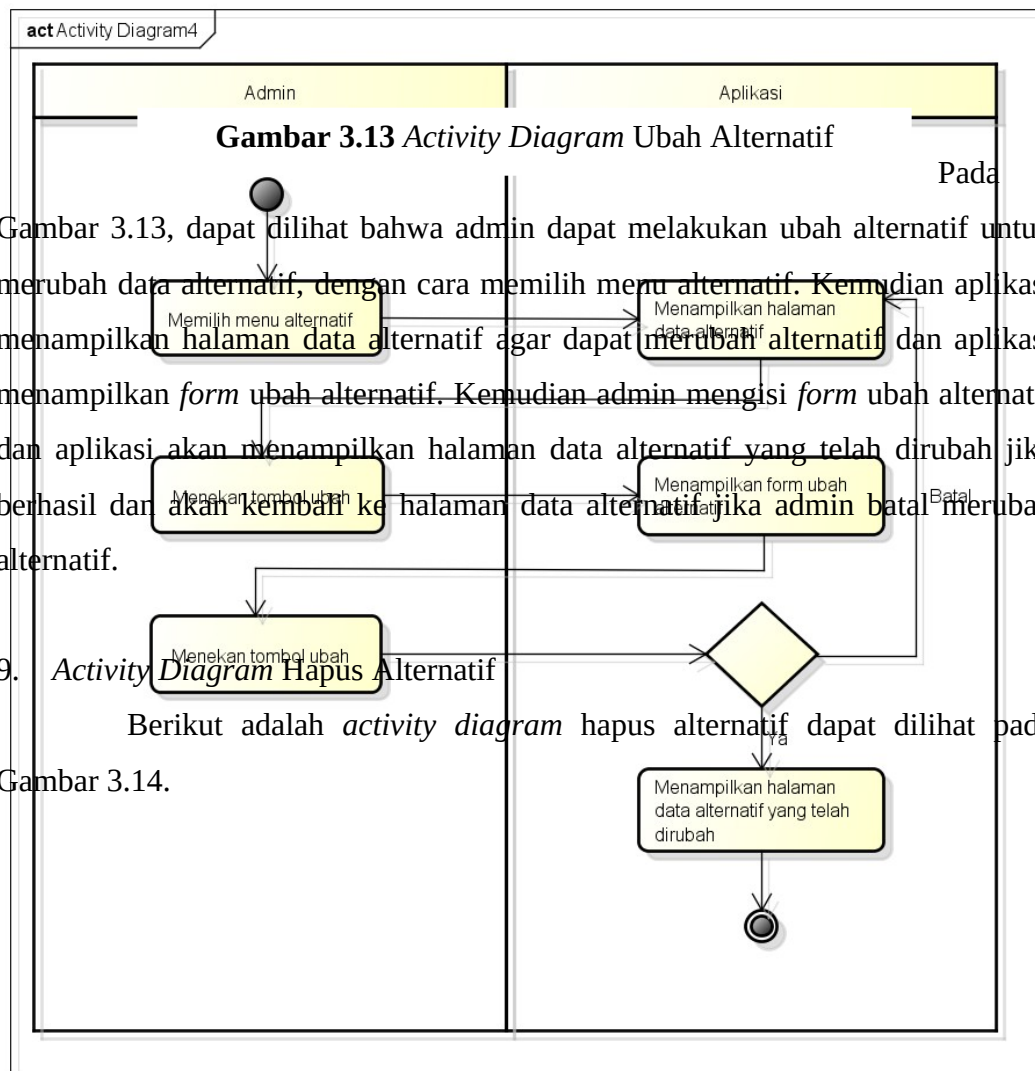 act Activity Diagram4
Admin
Aplikasi
Gambar 3.13 Activity Diagram Ubah Alternatif
Pada
Gambar 3.13, dapat dilihat bahwa admin dapat melakukan ubah alternatif untu
merubah data alternatif, dengan cara memilih menu alternatif. Kemudian aplikas
menampilkan halaman data alternatif agar dapat merubah alternatif dan aplikas
menampilkan form ubah alternatif. Kemudian admin mengisi form ubah alternat
dan aplikasi akan menampilkan halaman data alternatif yang telah dirubah jik
berhasil dan akan kembali ke halaman data alternatif jika admin batal meruba
alternatif.
9. Activity Diagram Hapus Alternatif
Berikut adalah activity diagram hapus alternatif dapat dilihat pad
Gambar 3.14.
Memilih menu alternatif
Menampilkan halaman
data alternatif
Menekan tombol ubah
Menampilkan form ubah
alternatif
Batal
Menekan tombol ubah
Ya
Menampilkan halaman
data alternatif yang telah
dirubah